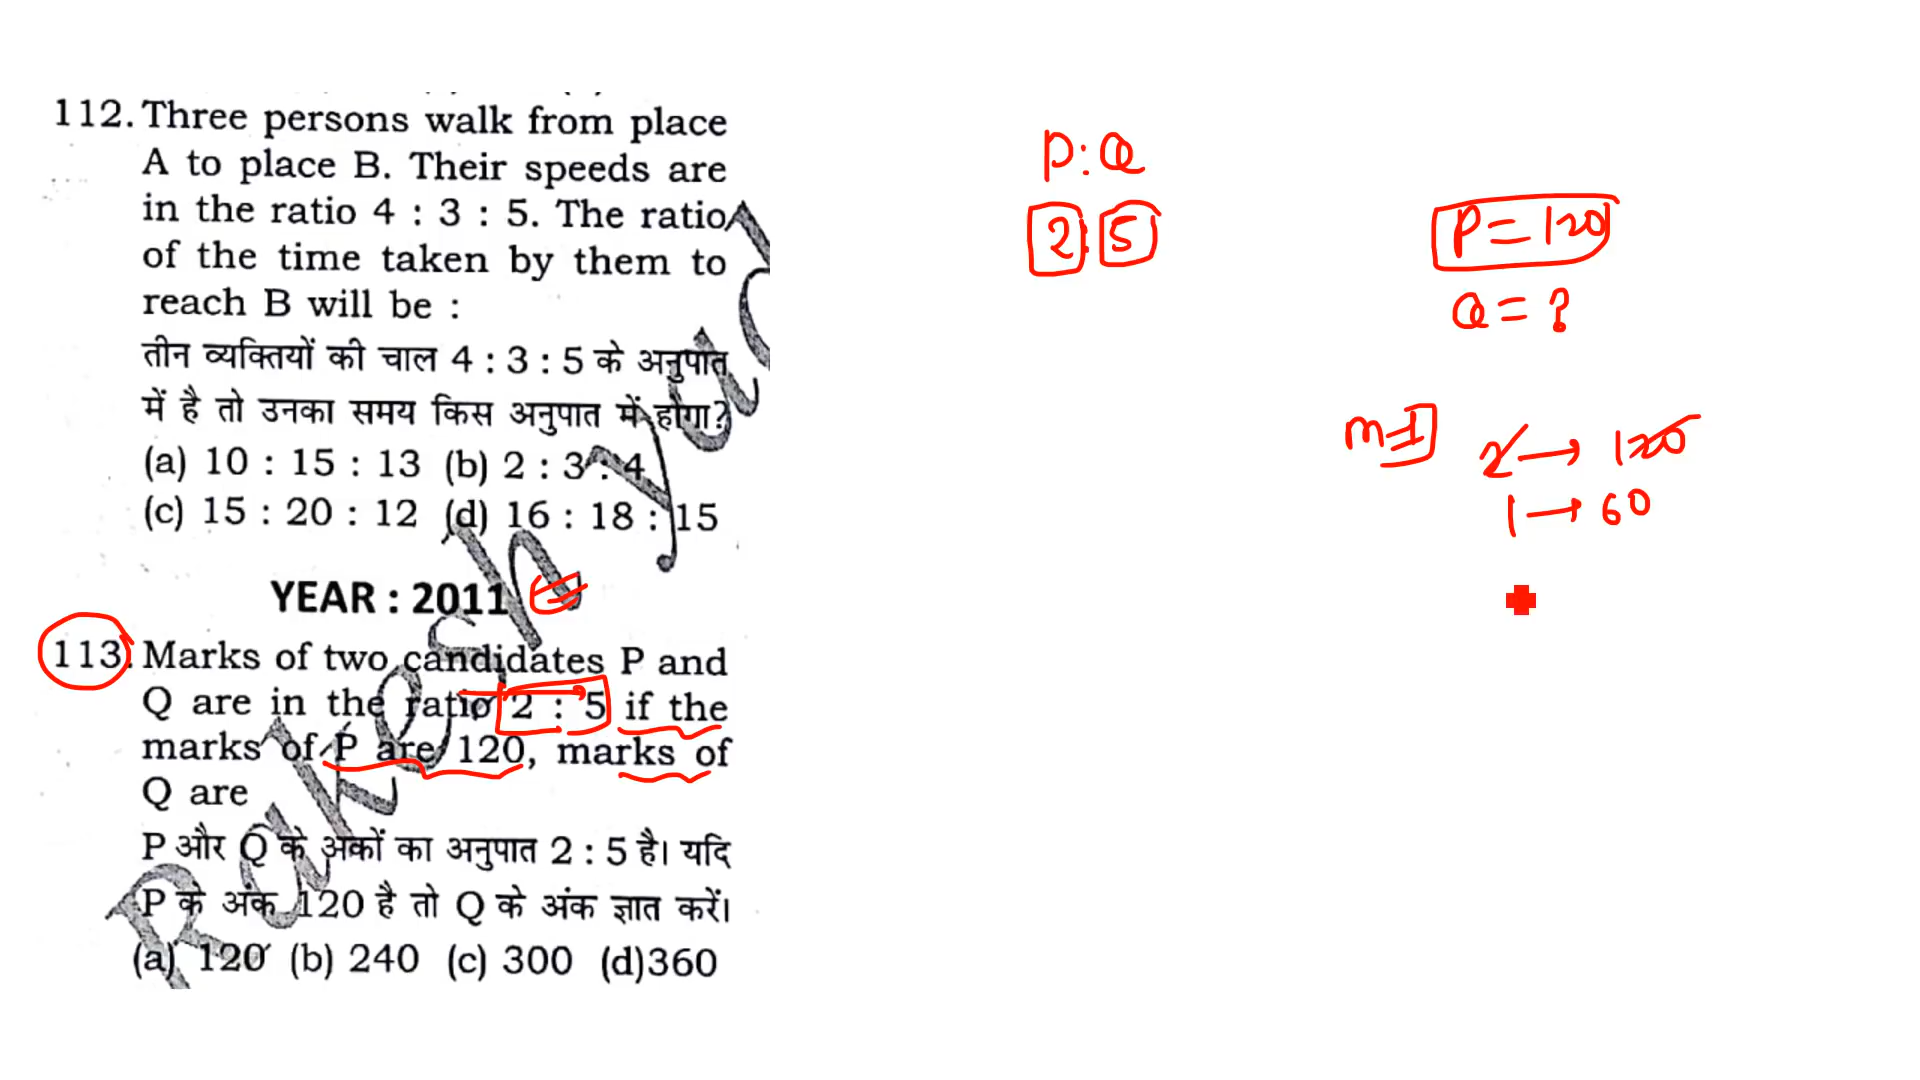 112. Three persons walk from place
A to place B. Their speeds are
in the ratio 4 : 3 : 5. The ratio
of the time taken by them to
reach B will be :
तीन व्यक्तियों की चाल 4 : 3 : 5 के अनुपात
में है तो उनका समय किस अनुपात में होगा?
(a) 10 : 15 : 13 (b) 2 : 3 : 4
(c) 15 : 20 : 12 (d) 16 : 18 : 15
YEAR : 2011
113. Marks of two candidates P and
Q are in the ratio 2 : 5 if the
marks of P are 120, marks of
Q are
P और Q के अंकों का अनुपात 2 : 5 है। यदि
P के अंक 120 है तो Q के अंक ज्ञात करें।
(a) 120 (b) 240 (c) 300 (d)360
Rakesh Yadav
P : Q
2 : 5
P = 120
Q = ?
M-I
2 → 120
1 → 60